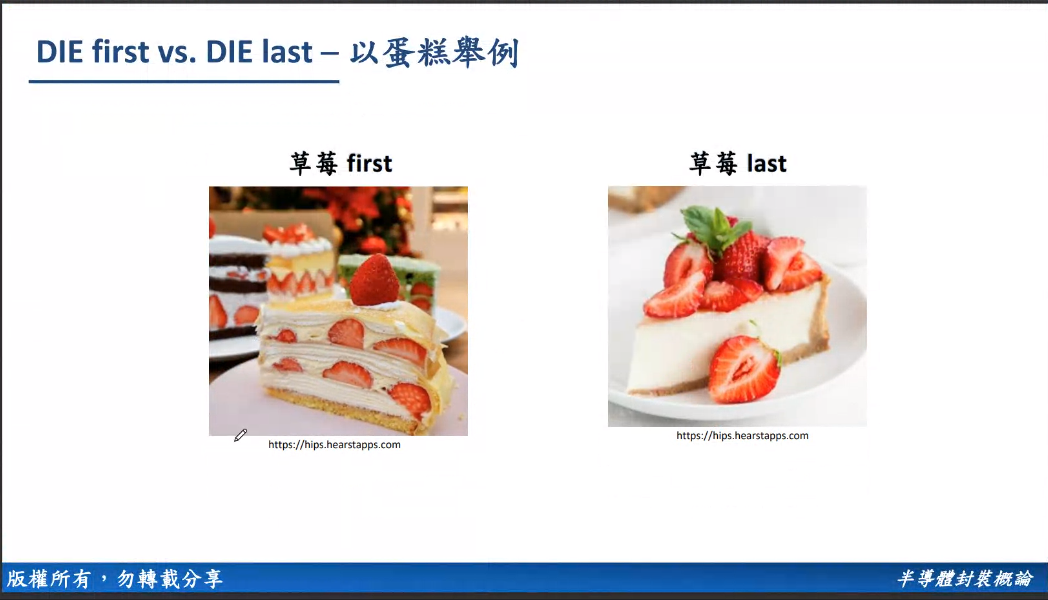 DIE first vs. DIE last – 以蛋糕舉例
草莓 first
草莓 last
https://hips.hearstapps.com
https://hips.hearstapps.com
版權所有，勿轉載分享
半導體封裝概論